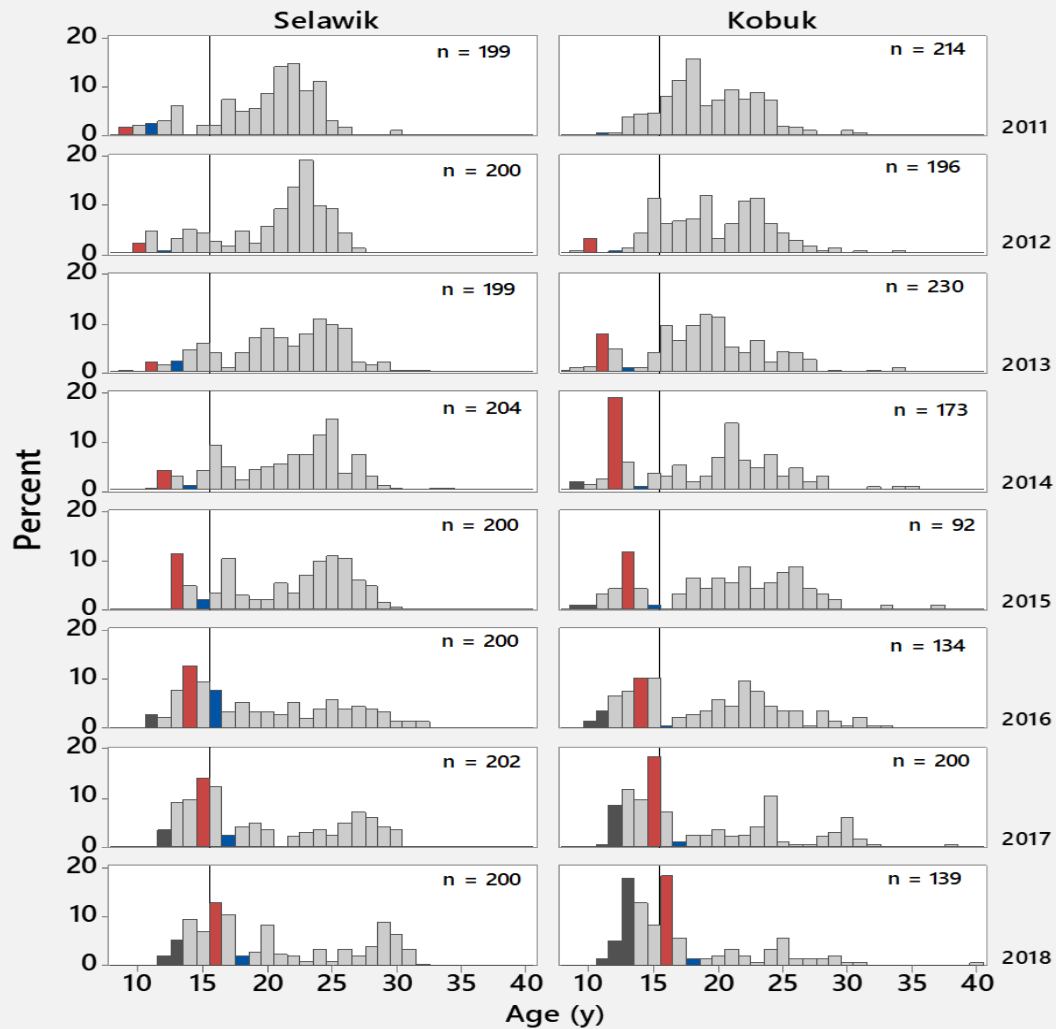 Selawik Kobuk
20
10
0
n = 199
n = 214
2011
20
10
0
n = 200
n = 196
2012
20
10
0
n = 199
n = 230
2013
20
10
0
n = 204
n = 173
2014
20
10
0
n = 200
n = 92
2015
20
10
0
n = 200
n = 134
2016
20
10
0
n = 202
n = 200
2017
20
10
0
n = 200
n = 139
2018
Percent
10 15 20 25 30 35 40 10 15 20 25 30 35 40
Age (y)